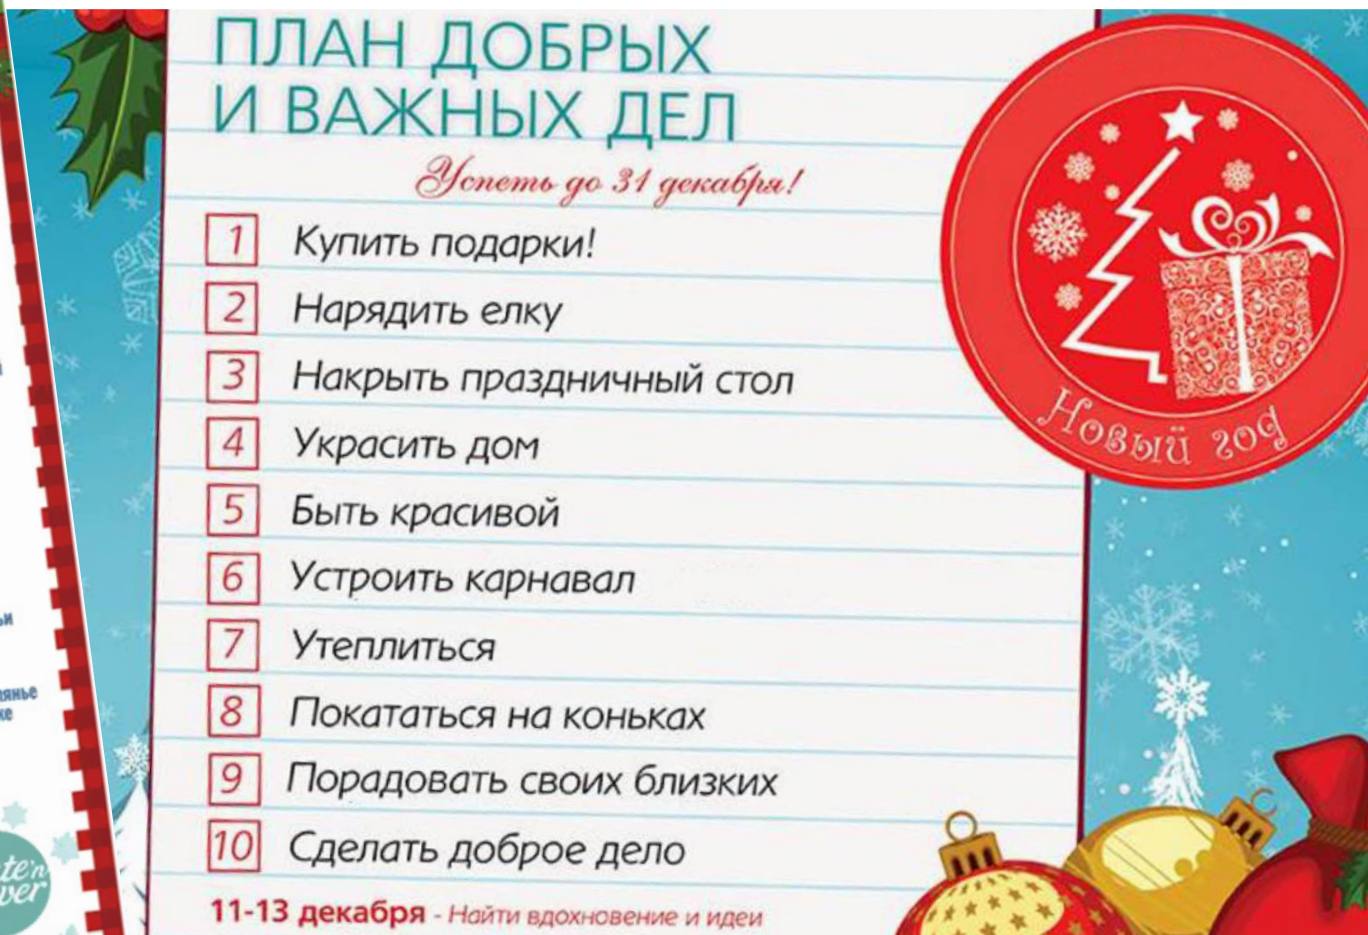 ПЛАН ДОБРЫХ
И ВАЖНЫХ ДЕЛ
Успеть до 31 декабря!
1 Купить подарки!
2 Нарядить елку
3 Накрыть праздничный стол
4 Украсить дом
5 Быть красивой
6 Устроить карнавал
7 Утеплиться
8 Покататься на коньках
9 Порадовать своих близких
10 Сделать доброе дело
11-13 декабря - Найти вдохновение и идеи
Новый год